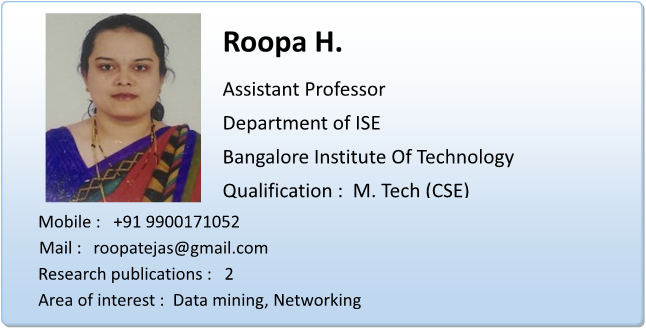 Roopa H.
Assistant Professor
Department of ISE
Bangalore Institute Of Technology
Qualification : M. Tech (CSE)
Mobile : +91 9900171052
Mail : roopatejas@gmail.com
Research publications : 2
Area of interest : Data mining, Networking